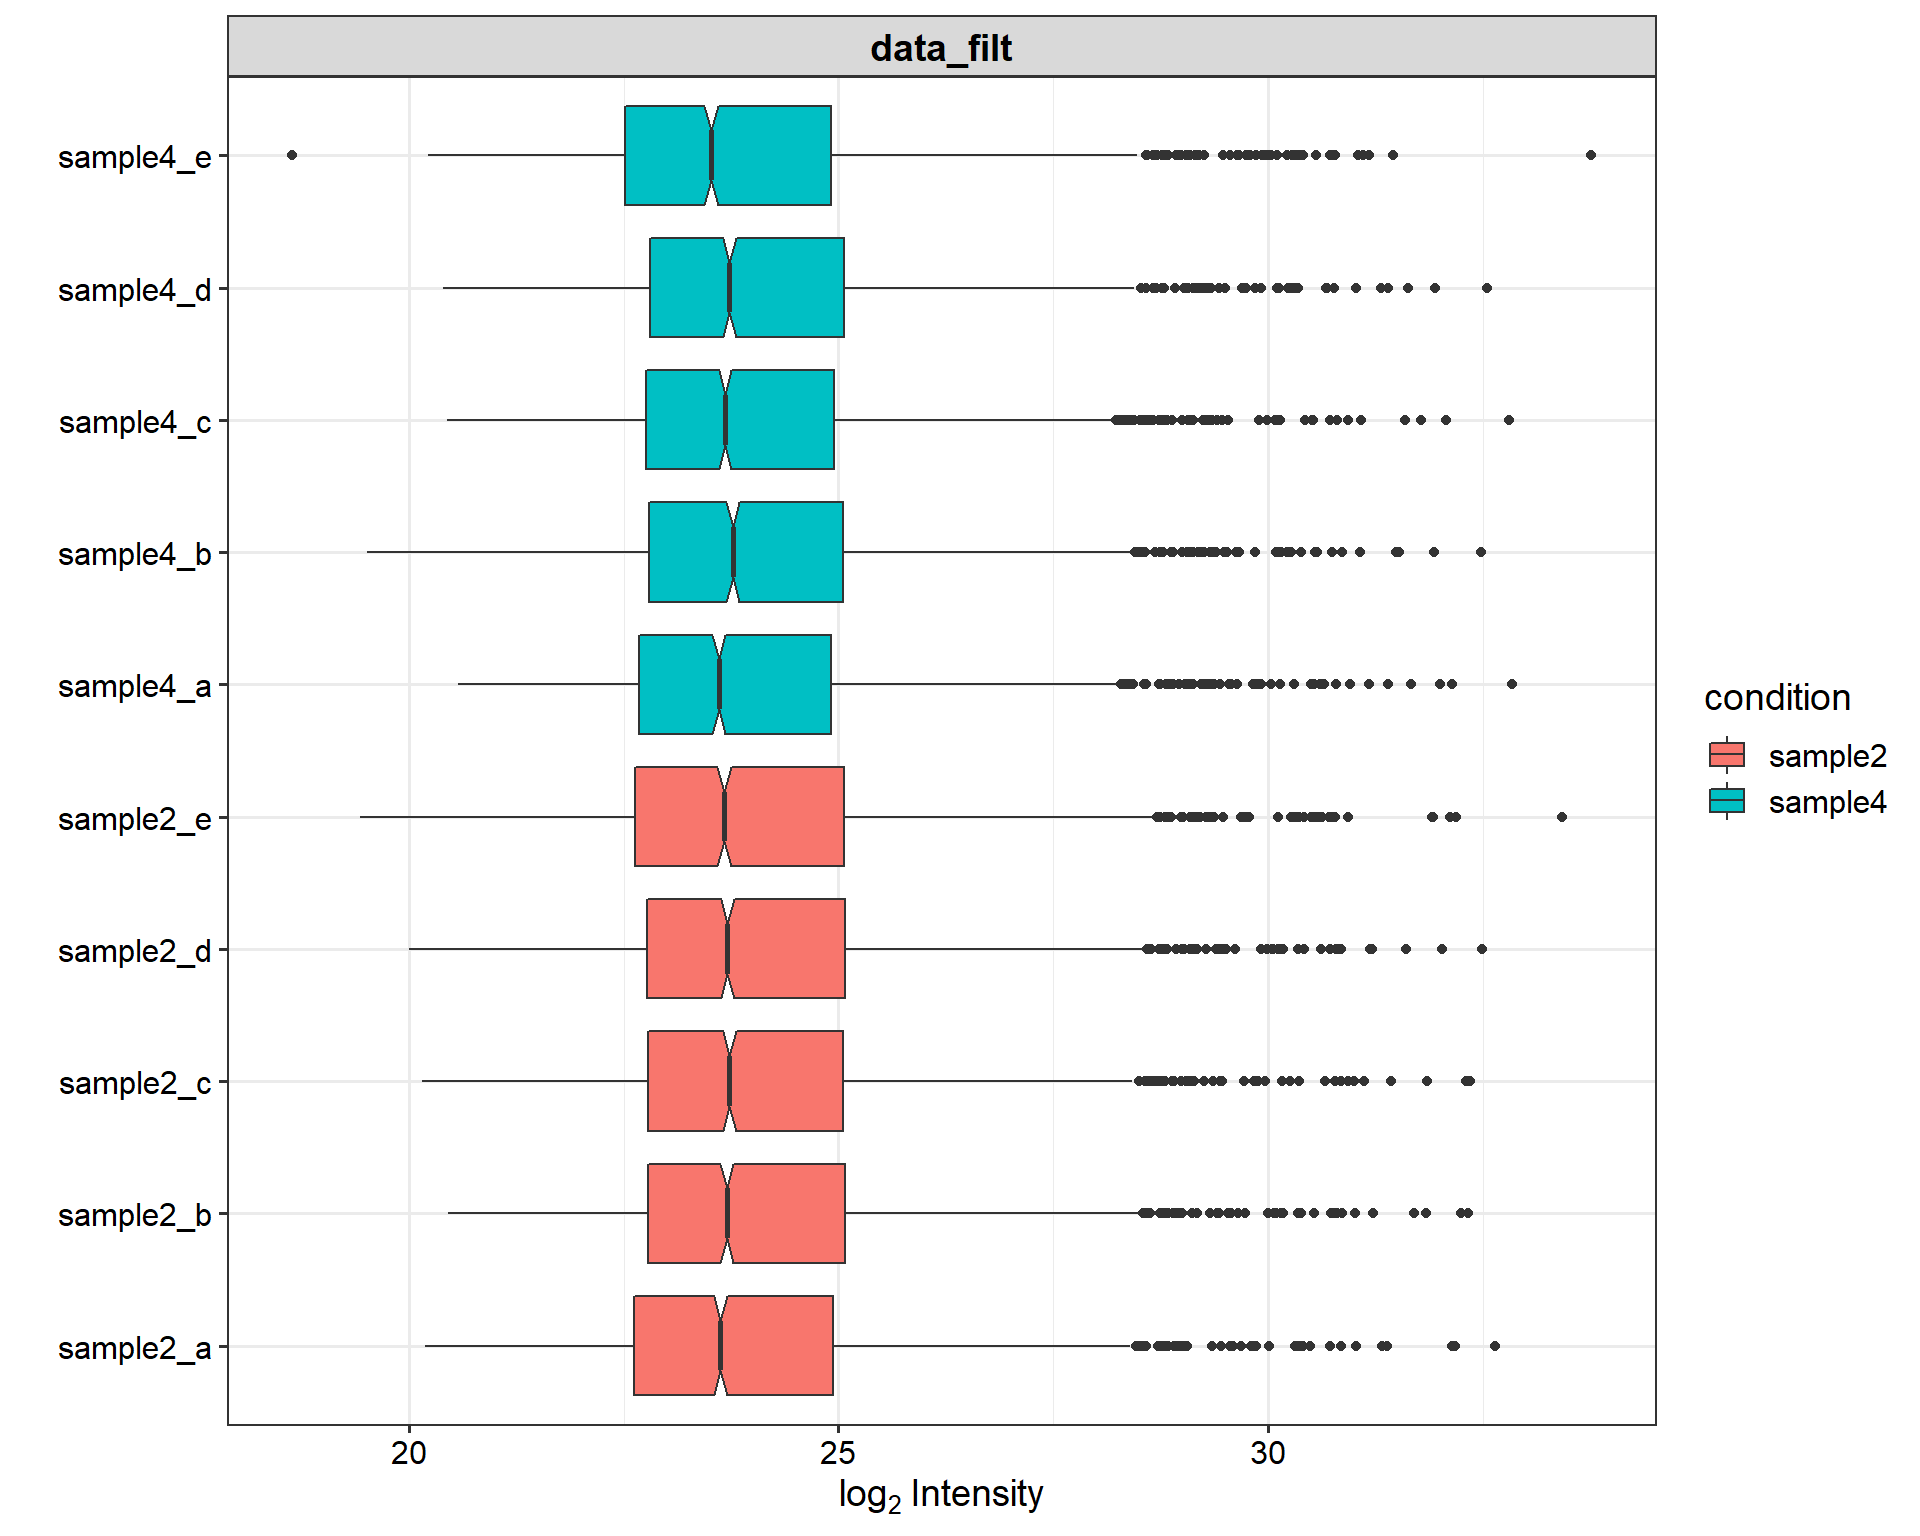 data_filt
sample4_e
sample4_d
sample4_c
sample4_b
sample4_a
sample2_e
sample2_d
sample2_c
sample2_b
sample2_a
20 25 30
log₂ Intensity
condition
sample2
sample4